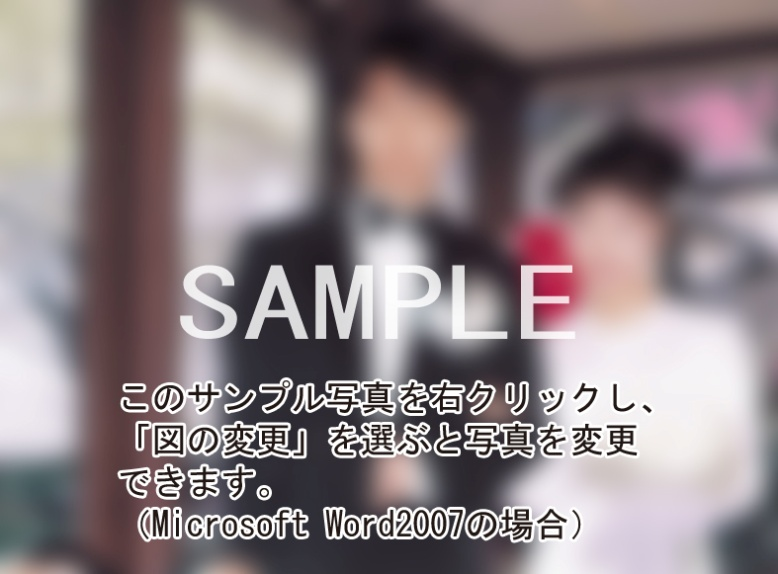 SAMPLE
このサンプル写真を右クリックし、
「図の変更」を選ぶと写真を変更
できます。
（Microsoft Word2007の場合）